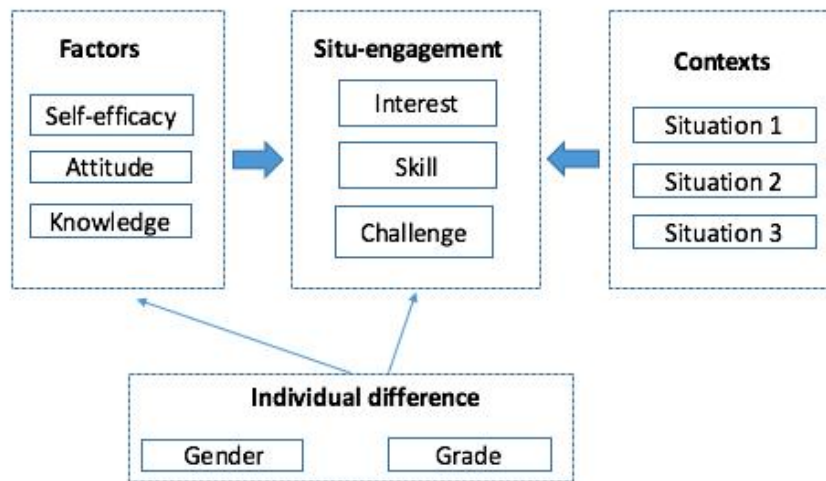 Factors
Self-efficacy
Attitude
Knowledge
Situ-engagement
Interest
Skill
Challenge
Contexts
Situation 1
Situation 2
Situation 3
Individual difference
Gender
Grade